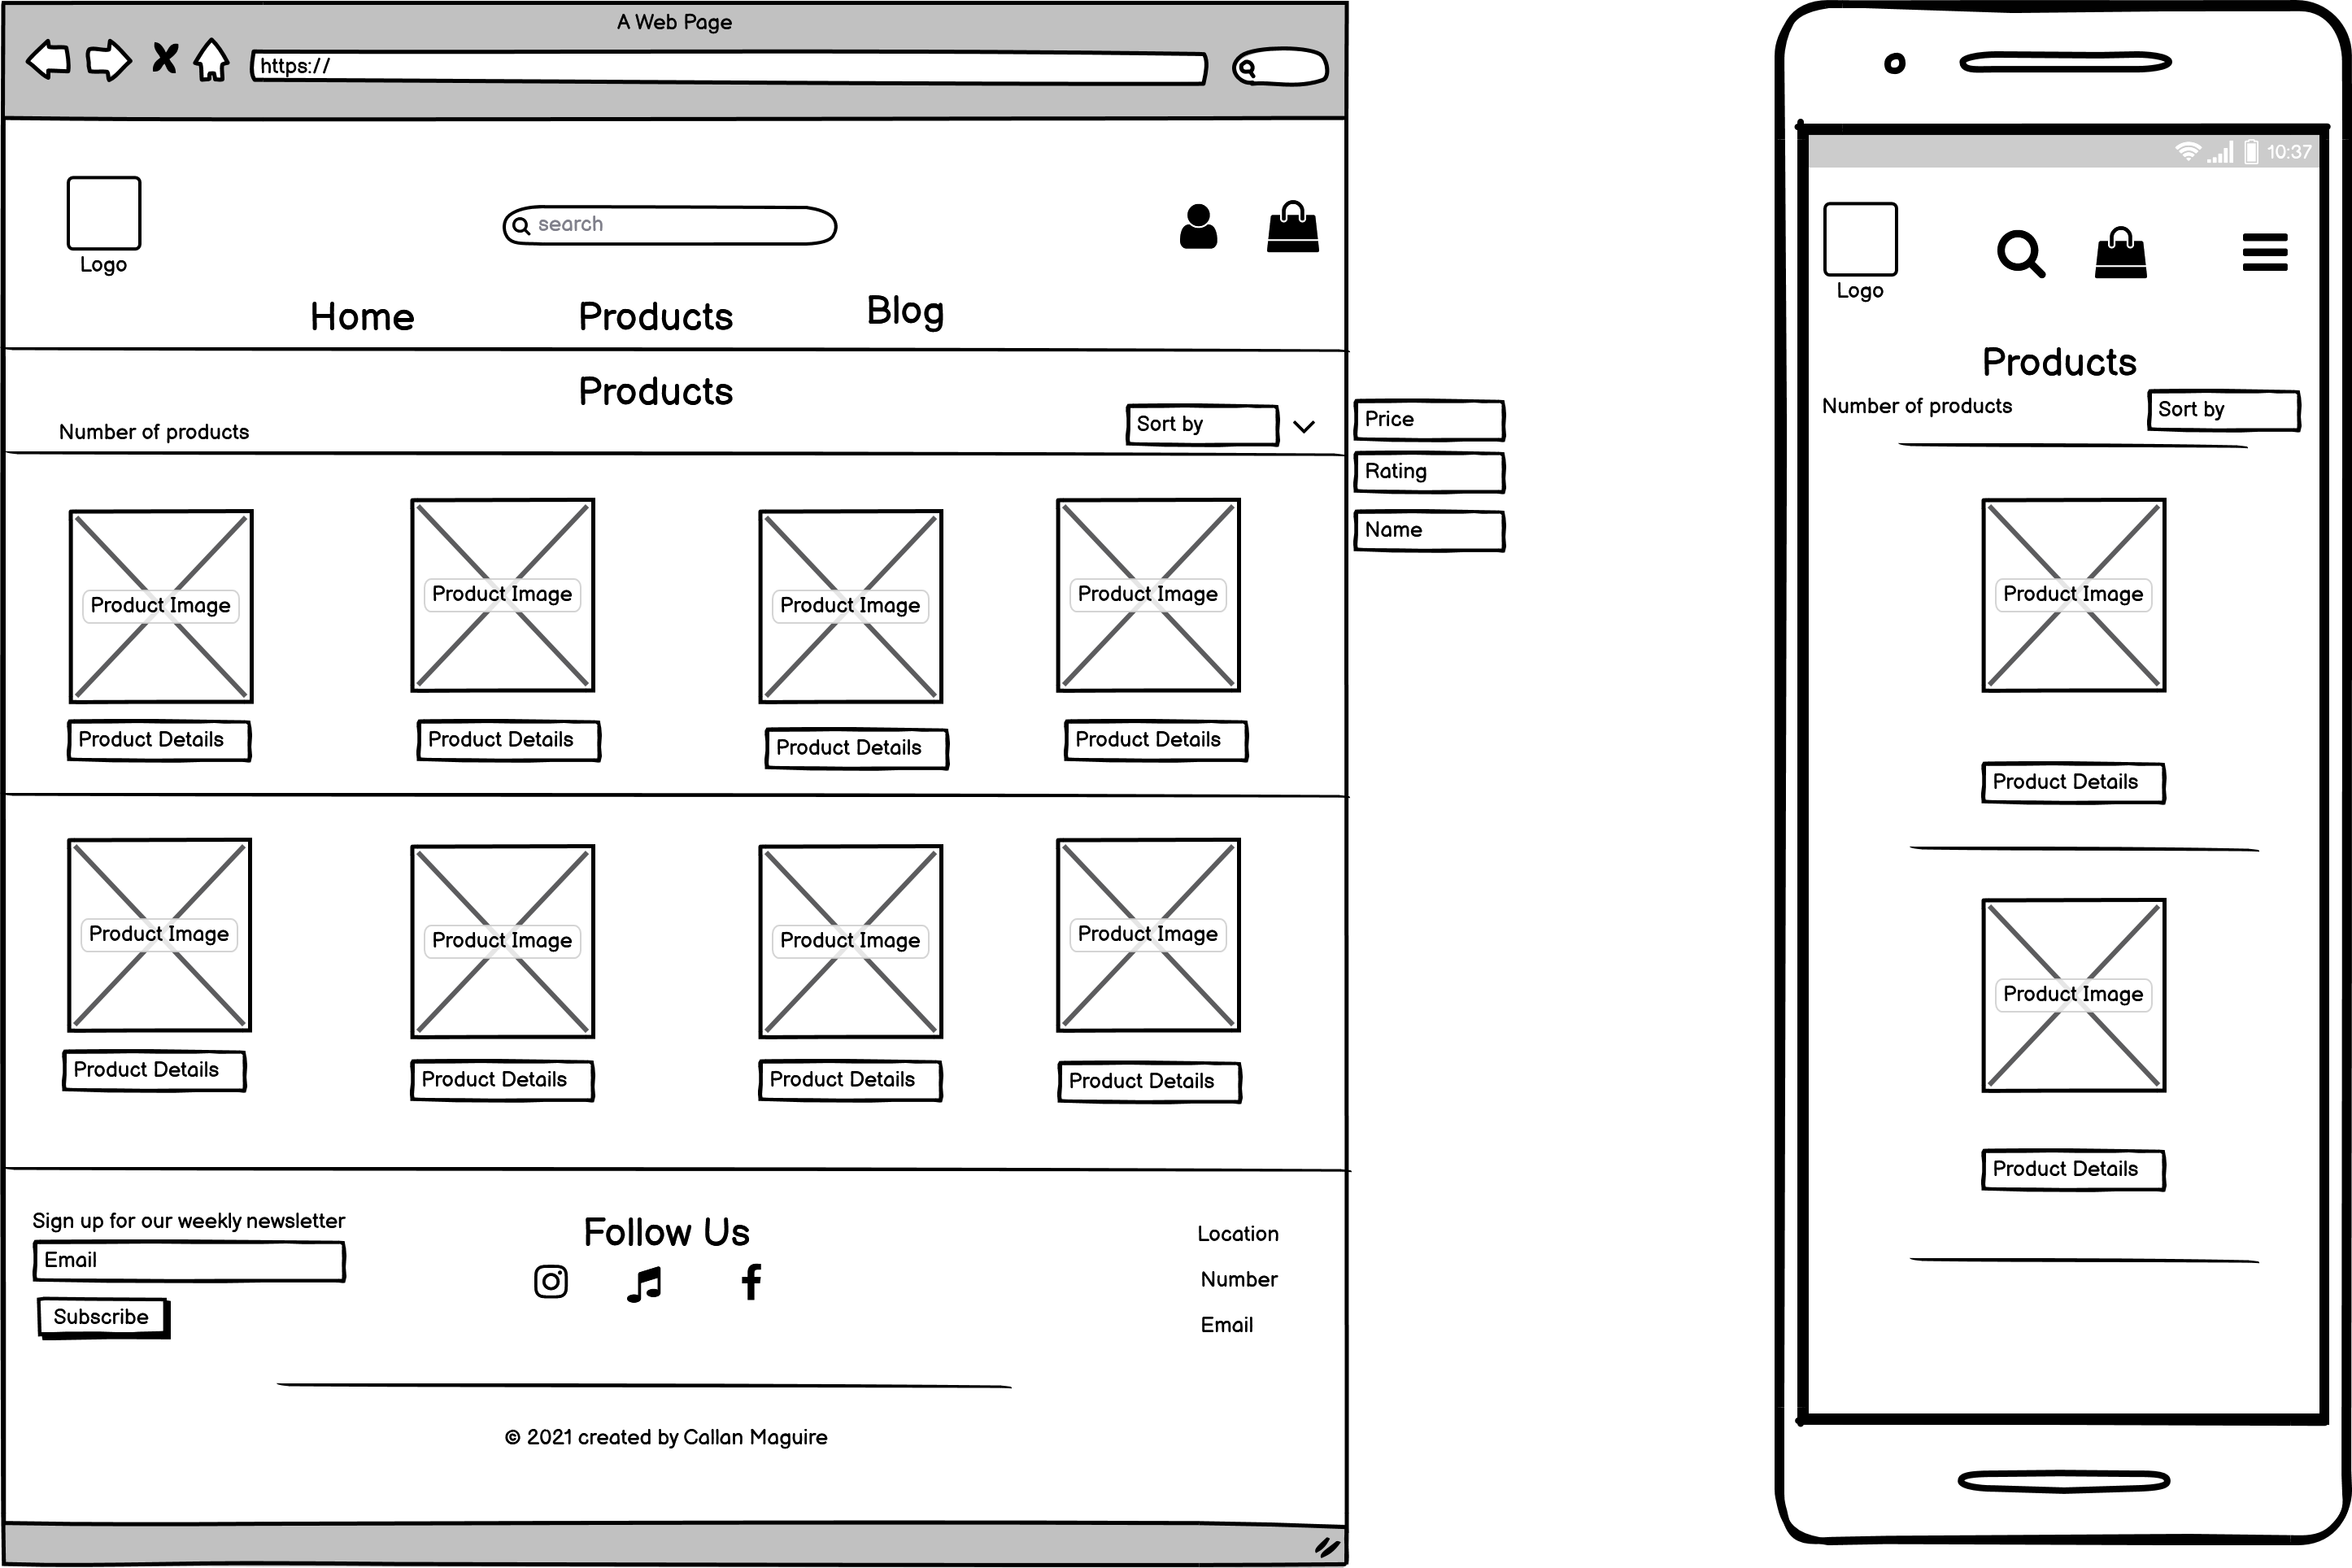 A Web Page
https://
search
Logo
Home Products Blog
Products
Number of products
Sort by
Price
Rating
Name
Product Image Product Image Product Image Product Image
Product Details Product Details Product Details Product Details
Product Image Product Image Product Image Product Image
Product Details Product Details Product Details Product Details
Sign up for our weekly newsletter
Email
Subscribe
Follow Us
Location
Number
Email
© 2021 created by Callan Maguire
10:37
Logo
Products
Number of products
Sort by
Product Image
Product Details
Product Image
Product Details